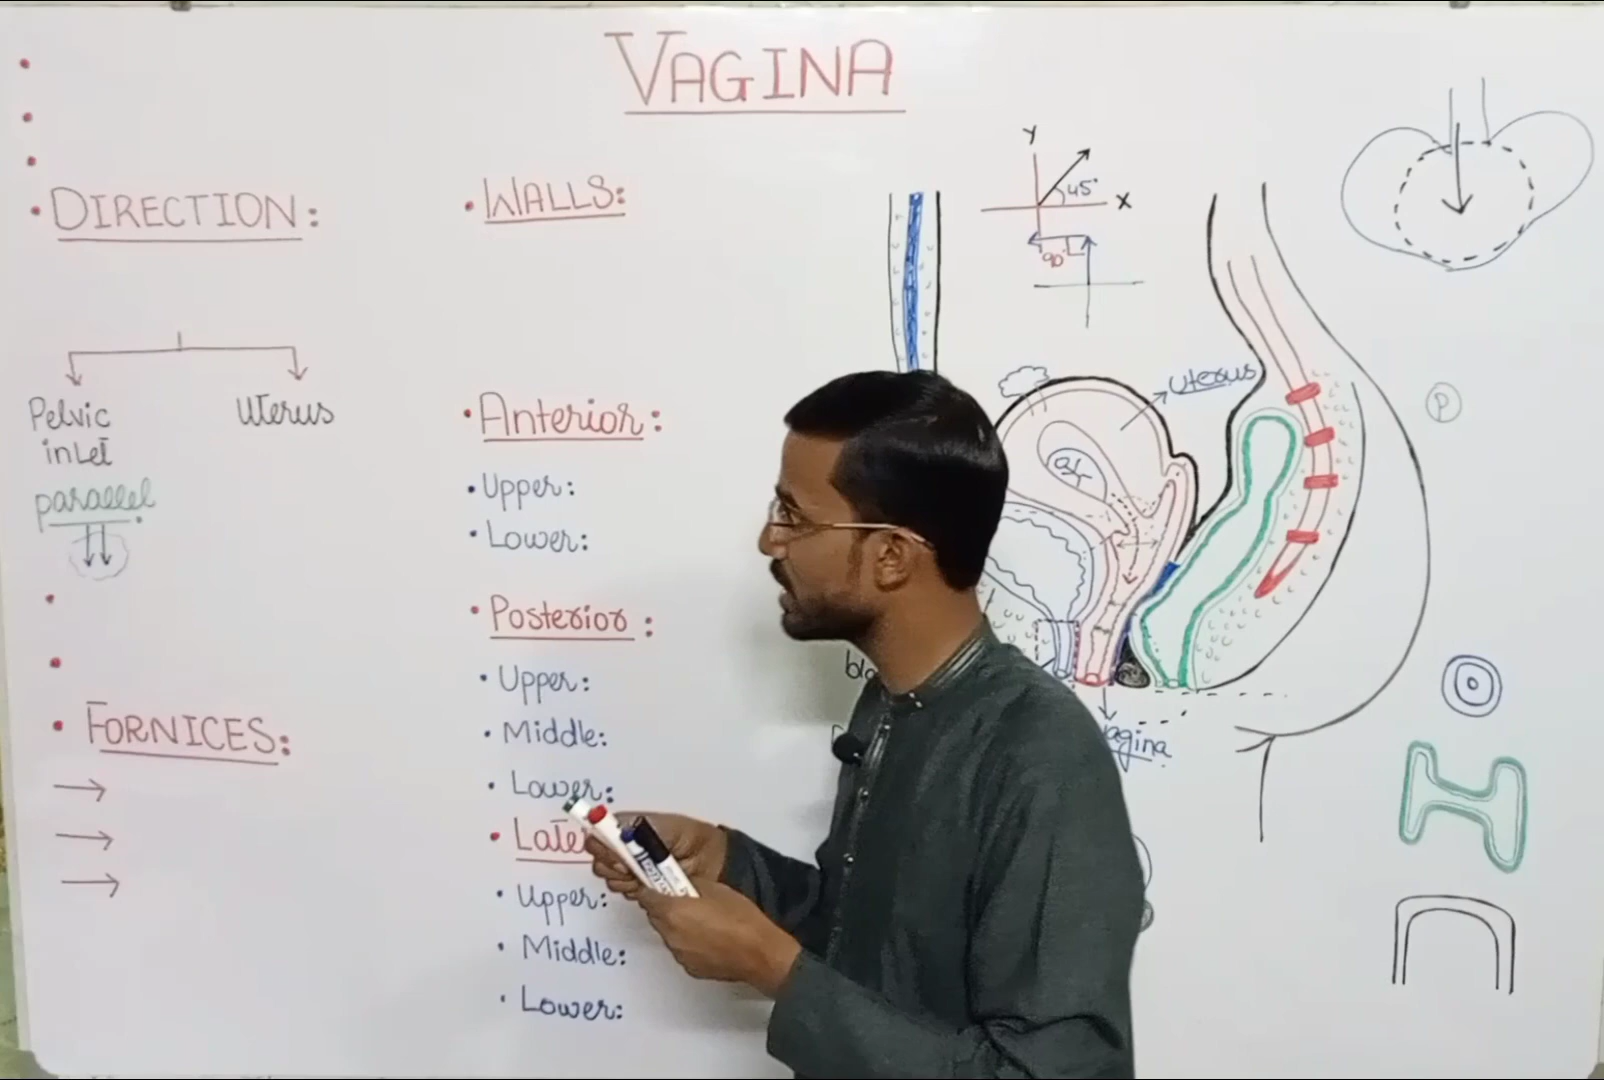 VAGINA
DIRECTION:
Pelvic
inlet
parallel
Uterus
FORNICES:
WALLS:
Anterior:
Upper:
Lower:
Posterior:
Upper:
Middle:
Lower:
Upper:
Middle:
Lower:
Y
45°
X
90°
Uterus
P